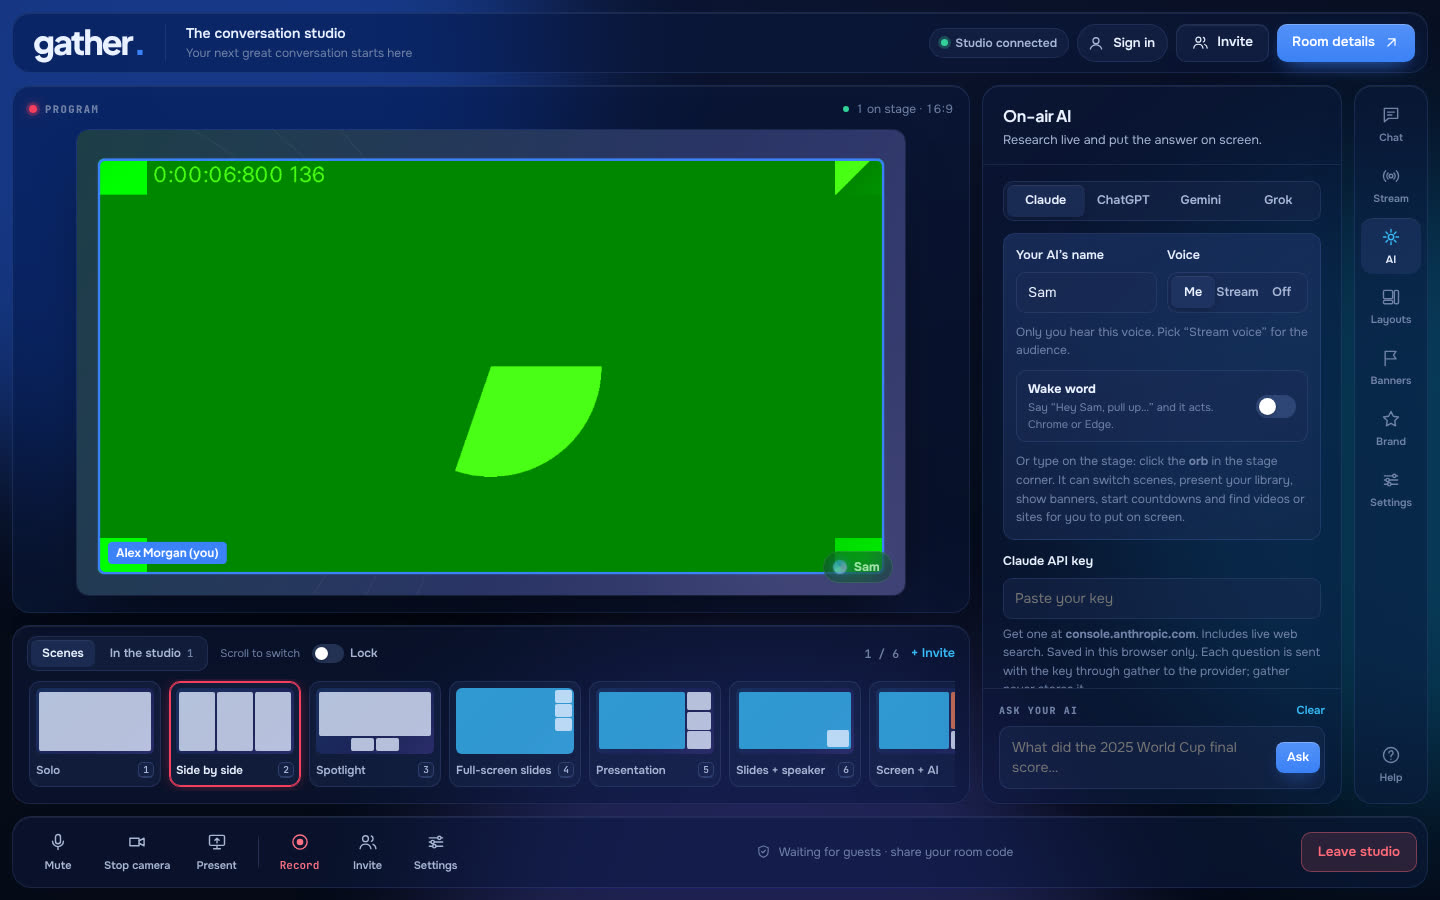 gather.
The conversation studio
Your next great conversation starts here
Studio connected
Sign in
Invite
Room details
PROGRAM
1 on stage · 16:9
0:00:06:800 136
Alex Morgan (you)
Sam
Scenes
In the studio 1
Scroll to switch
Lock
1 / 6
+ Invite
Solo 1
Side by side 2
Spotlight 3
Full-screen slides 4
Presentation 5
Slides + speaker 6
Screen + AI
On-air AI
Research live and put the answer on screen.
Claude
ChatGPT
Gemini
Grok
Your AI's name
Voice
Sam
Me
Stream
Off
Only you hear this voice. Pick “Stream voice” for the
audience.
Wake word
Say “Hey Sam, pull up…” and it acts.
Chrome or Edge.
Or type on the stage: click the orb in the stage
corner. It can switch scenes, present your library,
show banners, start countdowns and find videos or
sites for you to put on screen.
Claude API key
Paste your key
Get one at console.anthropic.com. Includes live web
search. Saved in this browser only. Each question is sent
with the key through gather to the provider; gather
never stores it.
ASK YOUR AI
Clear
What did the 2025 World Cup final
score…
Ask
Chat
Stream
AI
Layouts
Banners
Brand
Settings
Help
Mute
Stop camera
Present
Record
Invite
Settings
Waiting for guests · share your room code
Leave studio